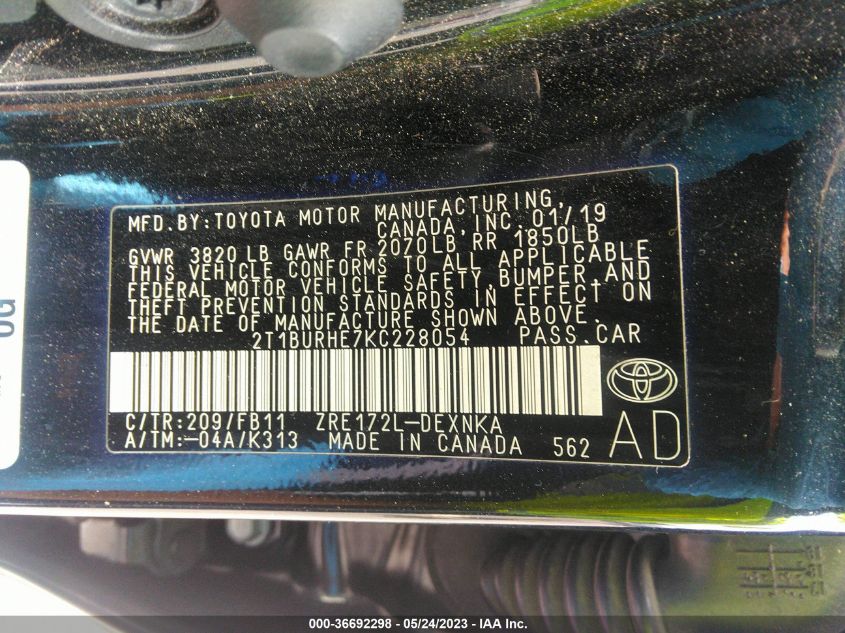 MFD.BY:TOYOTA MOTOR MANUFACTURING,
CANADA,INC. 01/19
GVWR 3820 LB GAWR FR 2070LB RR 1850LB
THIS VEHICLE CONFORMS TO ALL APPLICABLE
FEDERAL MOTOR VEHICLE SAFETY,BUMPER,AND
THEFT PREVENTION STANDARDS IN EFFECT ON
THE DATE OF MANUFACTURE SHOWN ABOVE.
2T1BURHE7KC228054 PASS.CAR
C/TR:209/FB11 ZRE172L-DEXNKA
A/TM:-04A/K313 MADE IN CANADA 562 AD
000-36692298 - 05/24/2023 - IAA Inc.